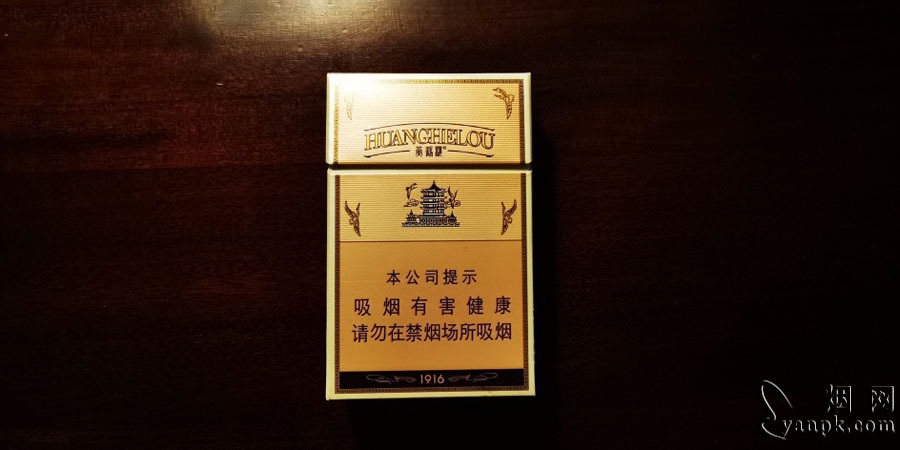 HUANGHELOU
黄鹤楼
本公司提示
吸烟有害健康
请勿在禁烟场所吸烟
1916
烟网
yanpk.com